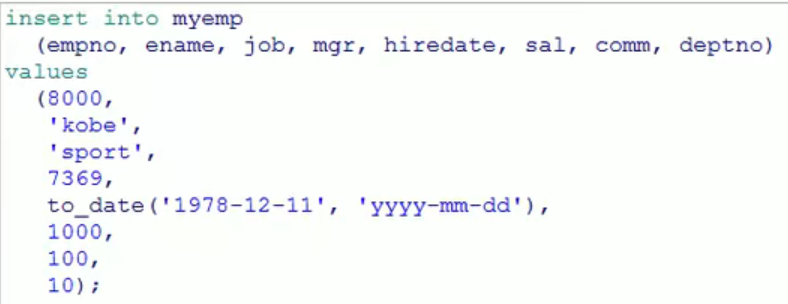 insert into myemp
(empno, ename, job, mgr, hiredate, sal, comm, deptno)
values
(8000,
'kobe',
'sport',
7369,
to_date('1978-12-11', 'yyyy-mm-dd'),
1000,
100,
10);